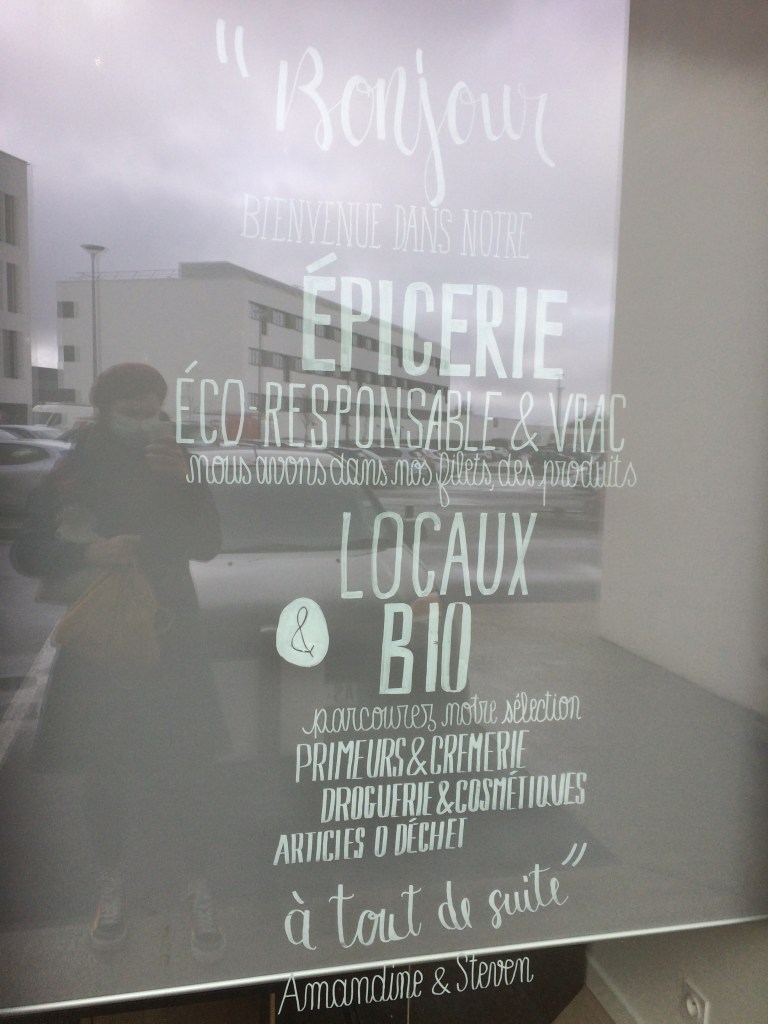 " Bonjour
BIENVENUE DANS NOTRE
ÉPICERIE
ÉCO-RESPONSABLE & VRAC
nous avons dans nos filets, des produits
LOCAUX
& BIO
parcourez notre sélection
PRIMEURS & CREMERIE
DROGUERIE & COSMÉTIQUES
ARTICLES 0 DÉCHET
à tout de suite "
Amandine & Steven